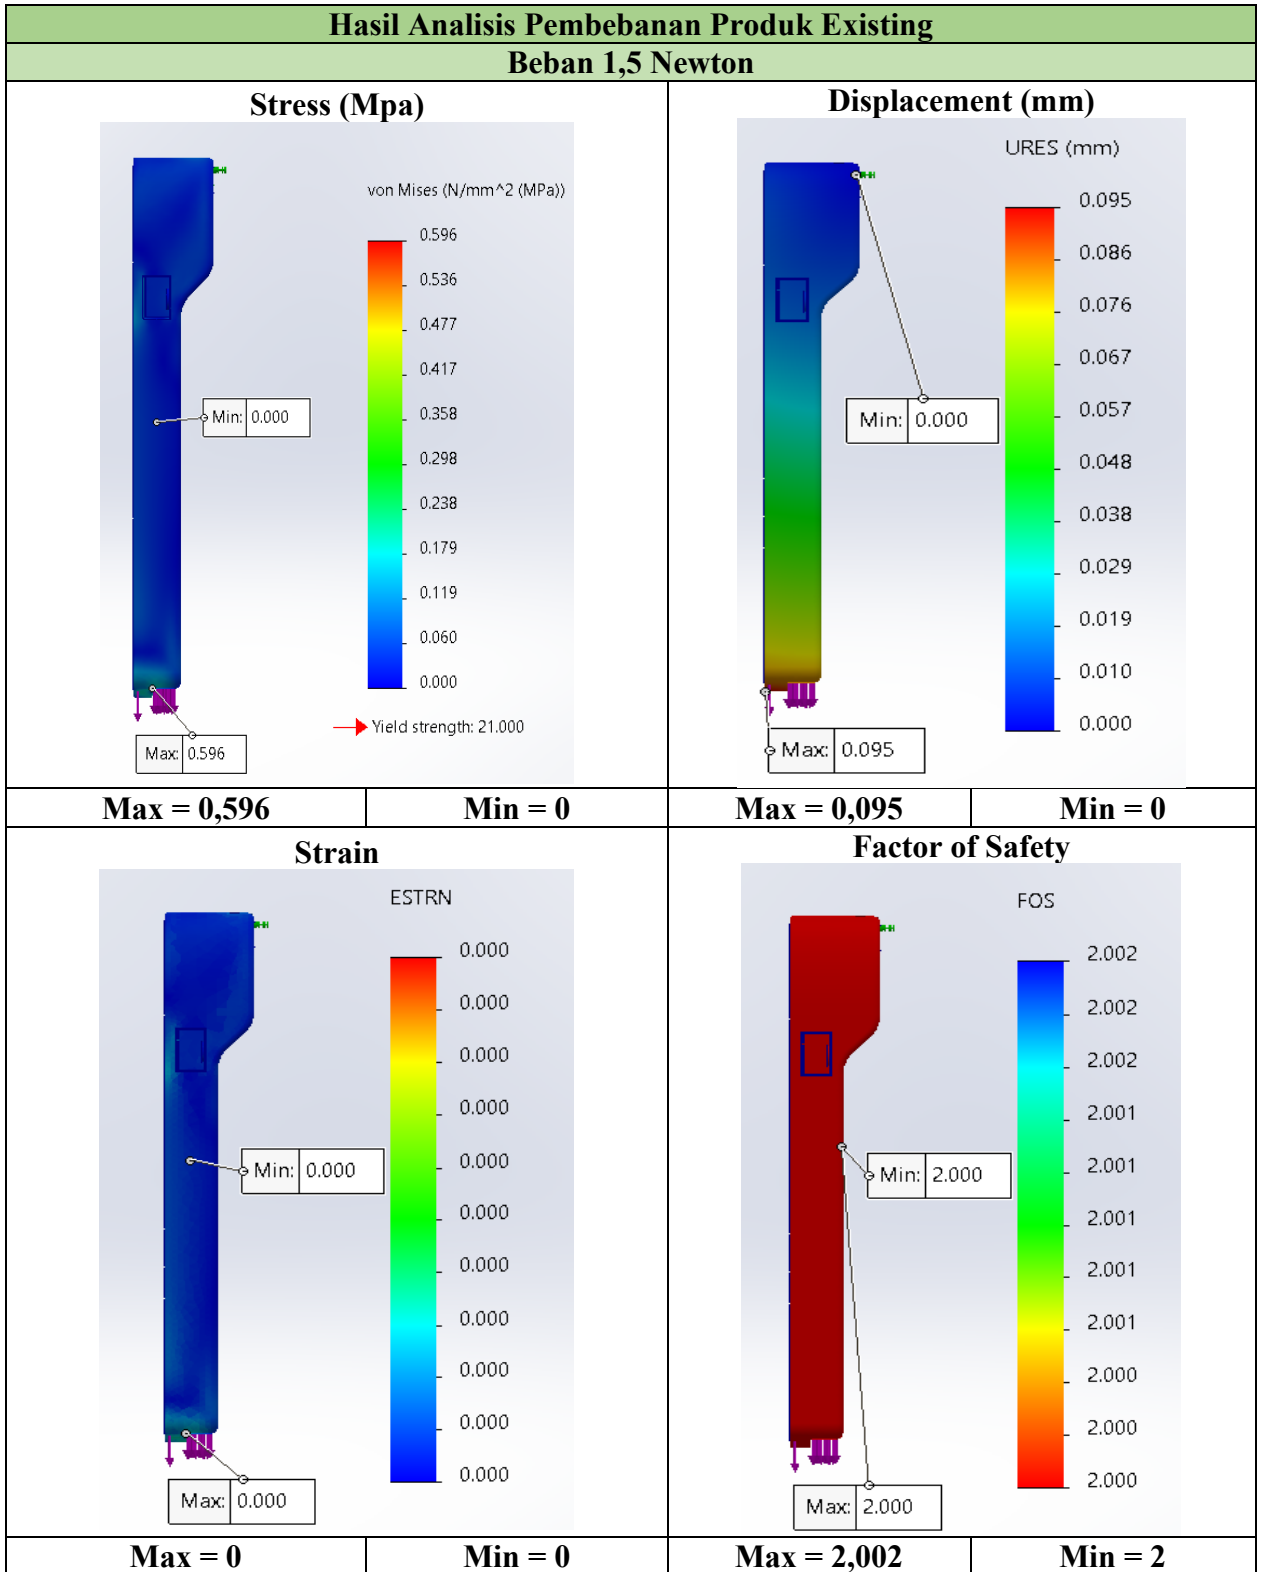 Hasil Analisis Pembebanan Produk Existing
Beban 1,5 Newton
Stress (Mpa)
von Mises (N/mm^2 (MPa))
0.596
0.536
0.477
0.417
0.358
0.298
0.238
0.179
0.119
0.060
0.000
Yield strength: 21.000
Min: 0.000
Max: 0.596
Displacement (mm)
URES (mm)
0.095
0.086
0.076
0.067
0.057
0.048
0.038
0.029
0.019
0.010
0.000
Min: 0.000
Max: 0.095
Max = 0,596
Min = 0
Max = 0,095
Min = 0
Strain
ESTRN
0.000
0.000
0.000
0.000
0.000
0.000
0.000
0.000
0.000
0.000
0.000
Min: 0.000
Max: 0.000
Factor of Safety
FOS
2.002
2.002
2.002
2.001
2.001
2.001
2.001
2.001
2.000
2.000
2.000
Min: 2.000
Max: 2.000
Max = 0
Min = 0
Max = 2,002
Min = 2